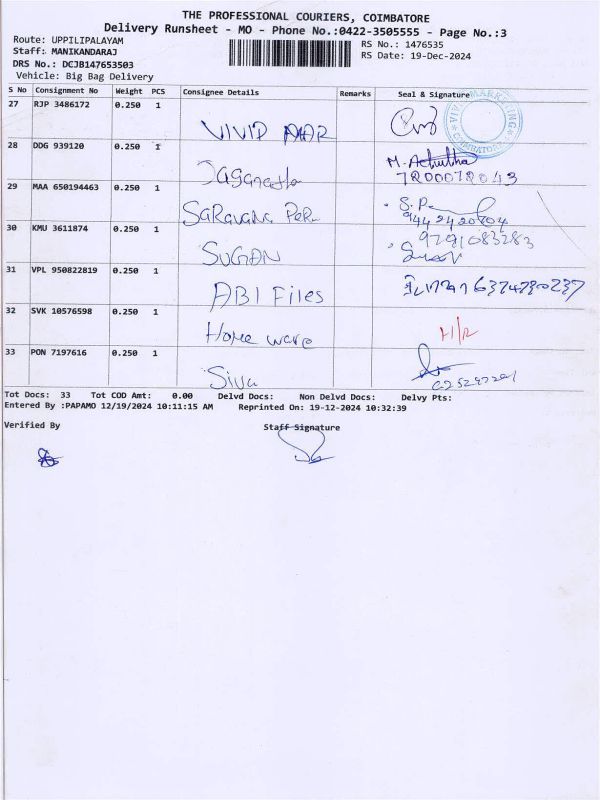 THE PROFESSIONAL COURIERS, COIMBATORE
Delivery Runsheet - MO - Phone No.:0422-3505555 - Page No.:3
Route: UPPILIPALAYAM
RS No.: 1476535
Staff: MANIKANDARAJ
RS Date: 19-Dec-2024
DRS No.: DCJB147653503
Vehicle: Big Bag Delivery
S No Consignment No Weight PCS Consignee Details Remarks Seal & Signature
27 RJP 3486172 0.250 1 VIVID
COIMBATORE
28 DDG 939120 0.250 1 Jaganatha M. Achutha
7200072043
29 MAA 650194463 0.250 1 Saravana
30 KMU 3611874 0.250 1 SUGAN 9791083283
31 VPL 950822819 0.250 1 ABI Files
32 SVK 10576598 0.250 1 Home ware
33 PON 7197616 0.250 1 Siva
Tot Docs: 33 Tot COD Amt: 0.00 Delvd Docs: Non Delvd Docs: Delvy Pts:
Entered By :PAPAMO 12/19/2024 10:11:15 AM Reprinted On: 19-12-2024 10:32:39
Verified By Staff Signature